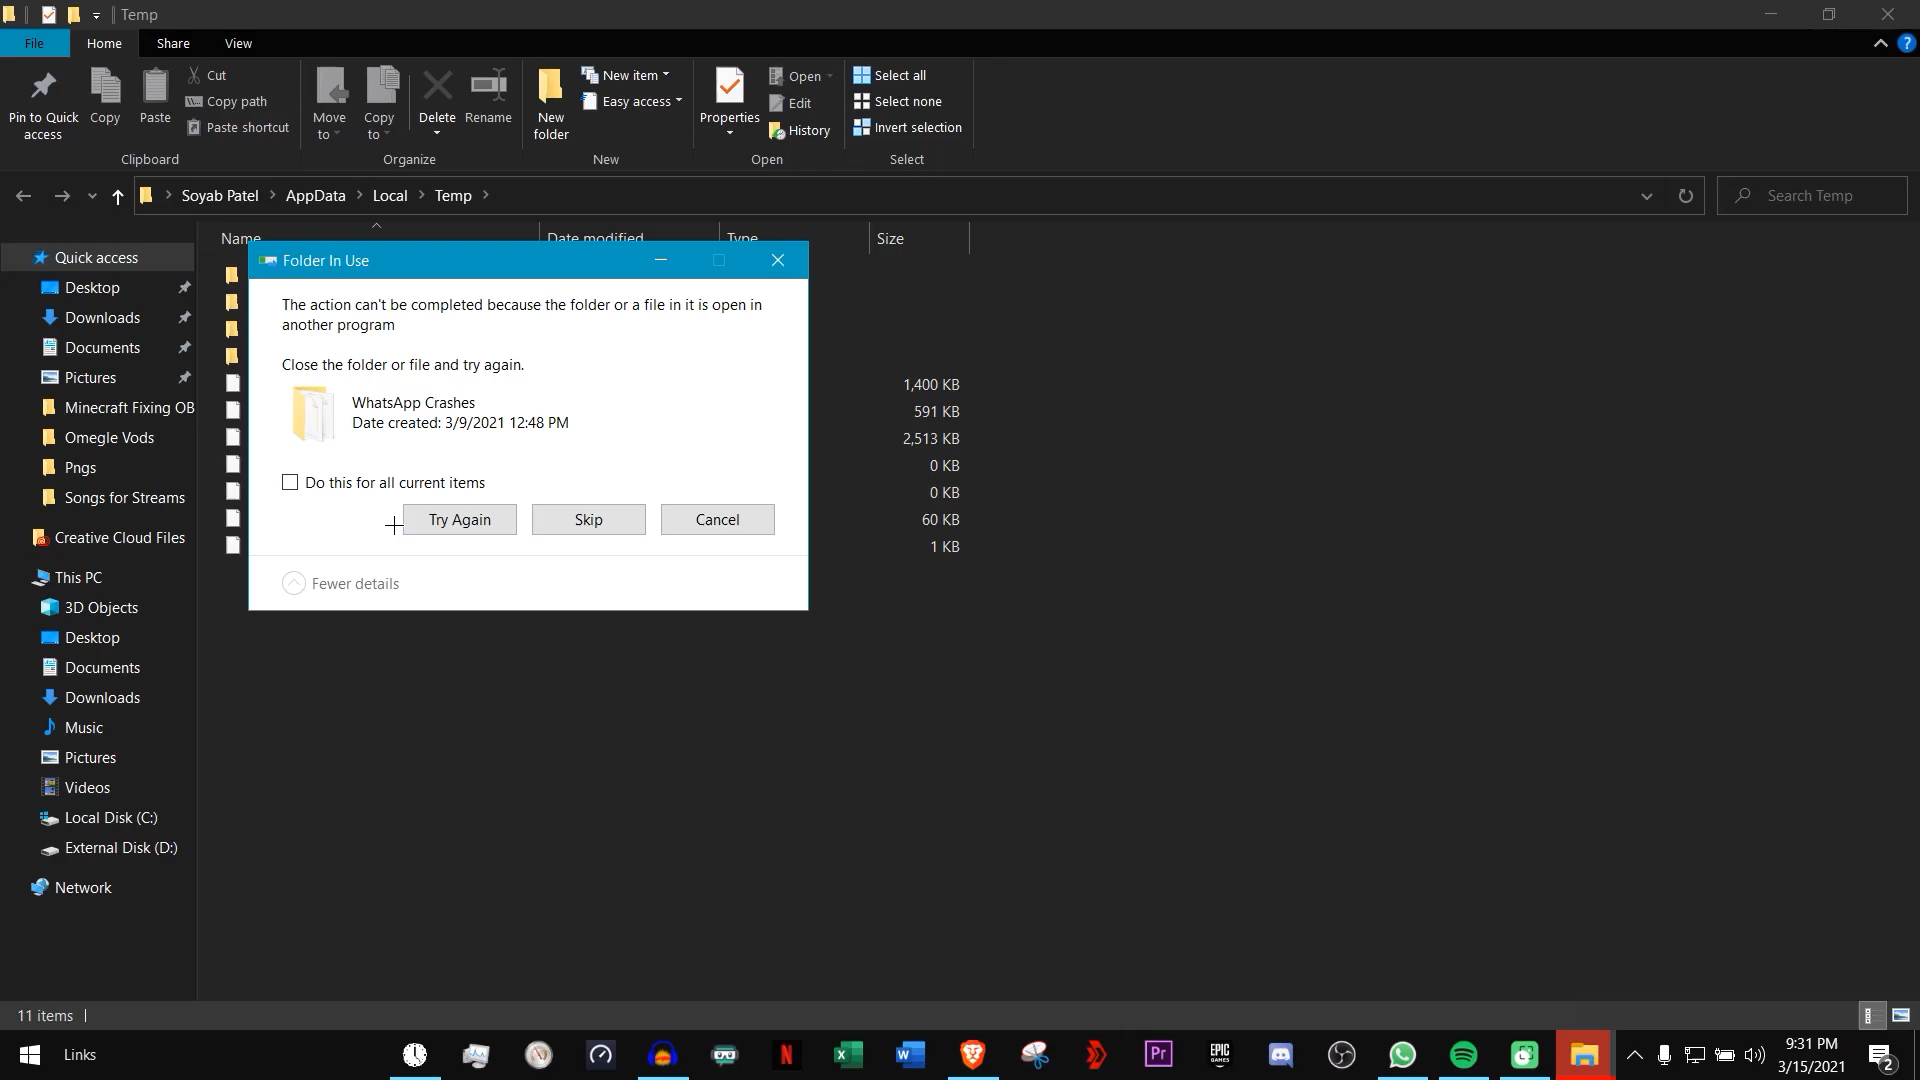 Temp
File Home Share View
Pin to Quick access
Copy
Paste
Cut
Copy path
Paste shortcut
Clipboard
Move to
Copy to
Delete
Rename
Organize
New folder
New item
Easy access
New
Properties
Open
Edit
History
Open
Select all
Select none
Invert selection
Select
Soyab Patel > AppData > Local > Temp >
Search Temp
Name Date modified Type Size
Quick access
Desktop
Downloads
Documents
Pictures
Minecraft Fixing OB
Omegle Vods
Pngs
Songs for Streams
Creative Cloud Files
This PC
3D Objects
Desktop
Documents
Downloads
Music
Pictures
Videos
Local Disk (C:)
External Disk (D:)
Network
Folder In Use
The action can't be completed because the folder or a file in it is open in
another program
Close the folder or file and try again.
WhatsApp Crashes
Date created: 3/9/2021 12:48 PM
Do this for all current items
Try Again Skip Cancel
Fewer details
1,400 KB
591 KB
2,513 KB
0 KB
0 KB
60 KB
1 KB
11 items
Links
N
Pr
EPIC
GAMES
9:31 PM
3/15/2021
2